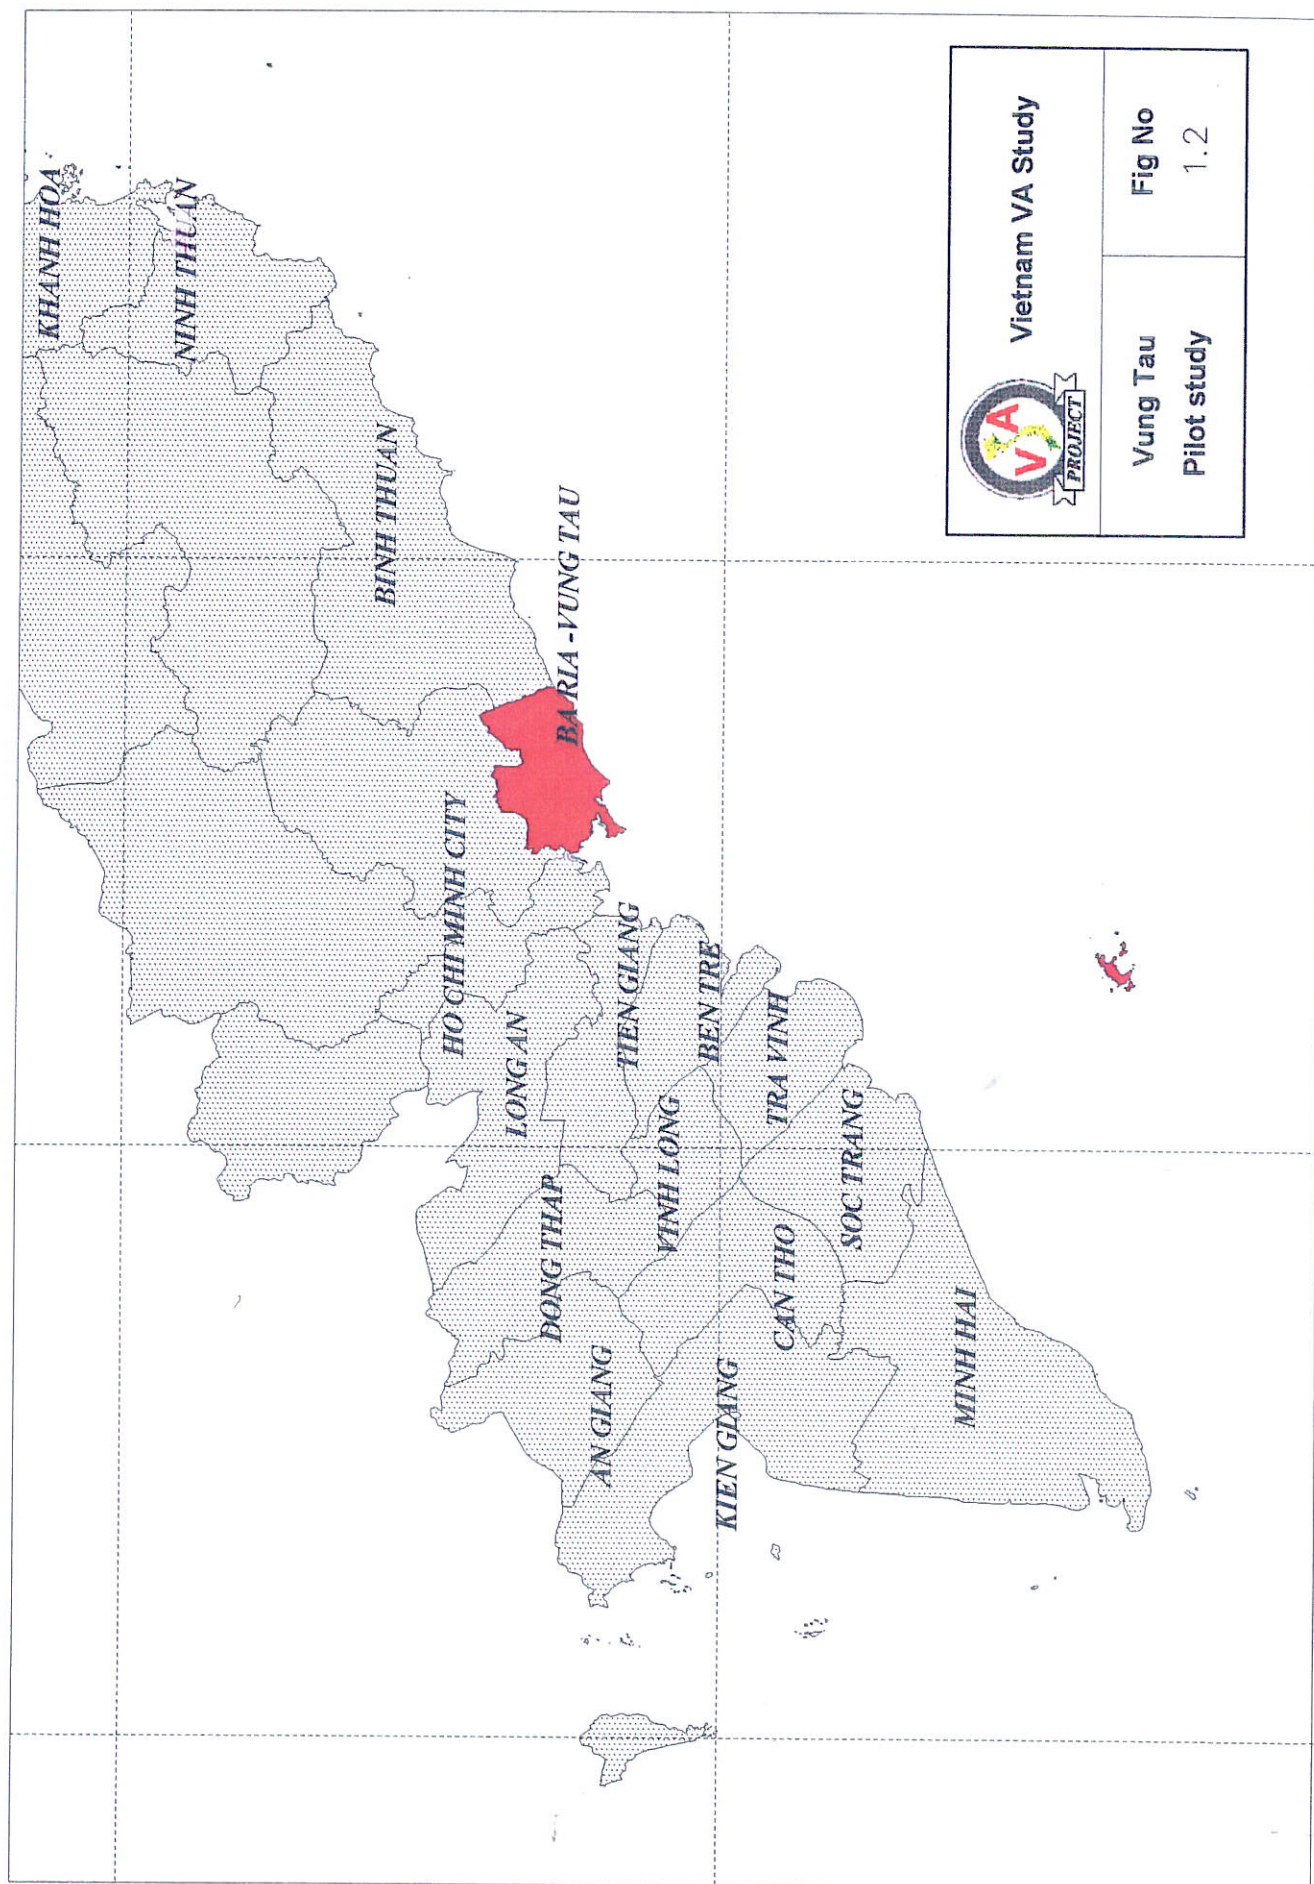 KHANH HOA
NINH THUAN
BINH THUAN
BA RIA -VUNG TAU
HO CHI MINH CITY
LONG AN
TIEN GIANG
BEN TRE
TRA VINH
DONG THAP
VINH LONG
SOC TRANG
CAN THO
AN GIANG
KIEN GIANG
MINH HAI
V A
PROJECT
Vietnam VA Study
Vung Tau
Pilot study
Fig No
1.2